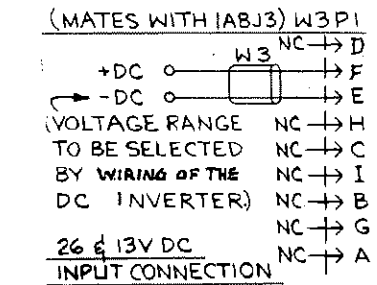 (MATES WITH 1ABJ3) W3P1
NC D
W3
+DC F
-DC E
(VOLTAGE RANGE NC H
TO BE SELECTED NC C
BY WIRING OF THE NC I
DC INVERTER) NC B
NC G
26 & 13V DC NC A
INPUT CONNECTION